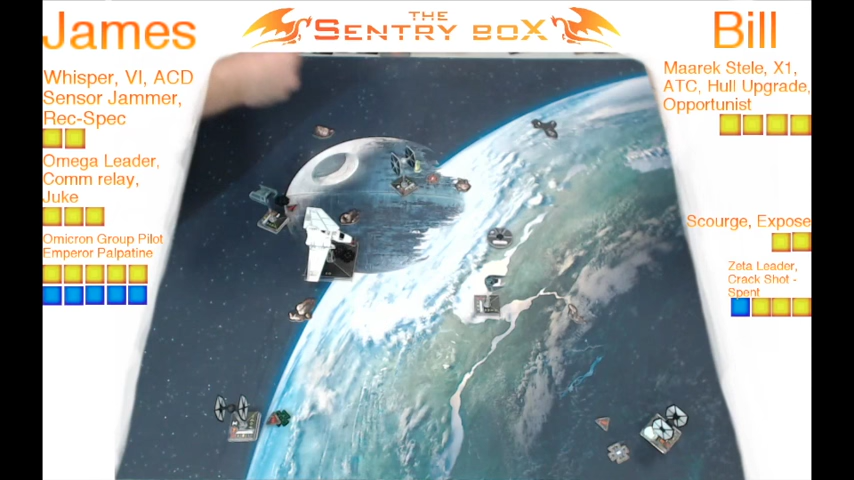 James
THE
SENTRY BOX
Bill
Whisper, VI, ACD
Sensor Jammer,
Rec-Spec
Omega Leader,
Comm relay,
Juke
Omicron Group Pilot
Emperor Palpatine
Maarek Stele, X1,
ATC, Hull Upgrade,
Opportunist
Scourge, Expose
Zeta Leader,
Crack Shot -
Spent